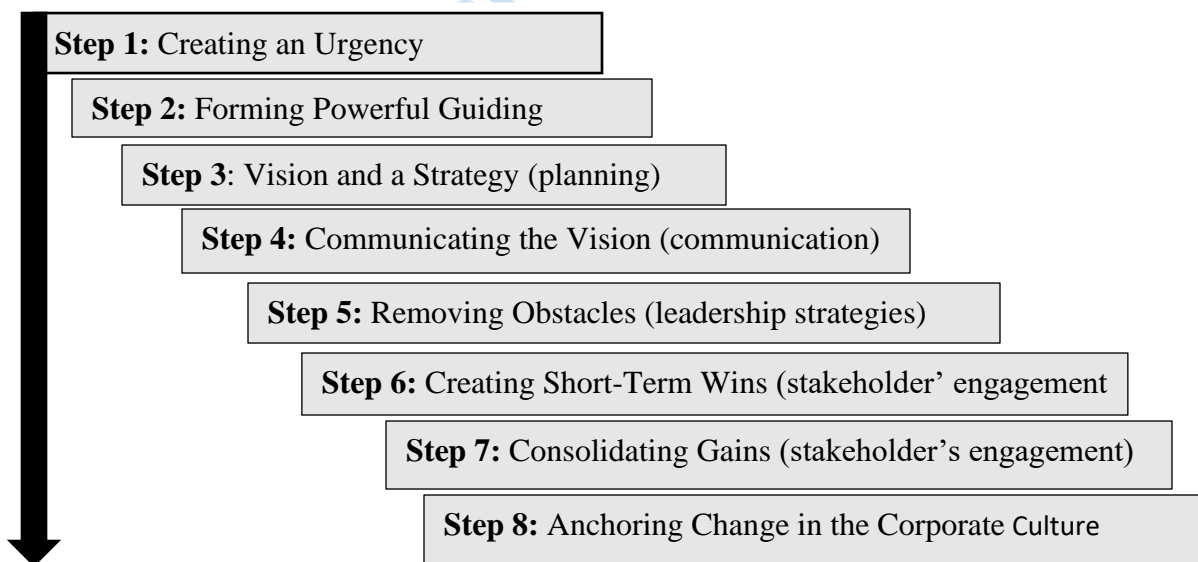 Step 1: Creating an Urgency
Step 2: Forming Powerful Guiding
Step 3: Vision and a Strategy (planning)
Step 4: Communicating the Vision (communication)
Step 5: Removing Obstacles (leadership strategies)
Step 6: Creating Short-Term Wins (stakeholder’ engagement
Step 7: Consolidating Gains (stakeholder’s engagement)
Step 8: Anchoring Change in the Corporate Culture